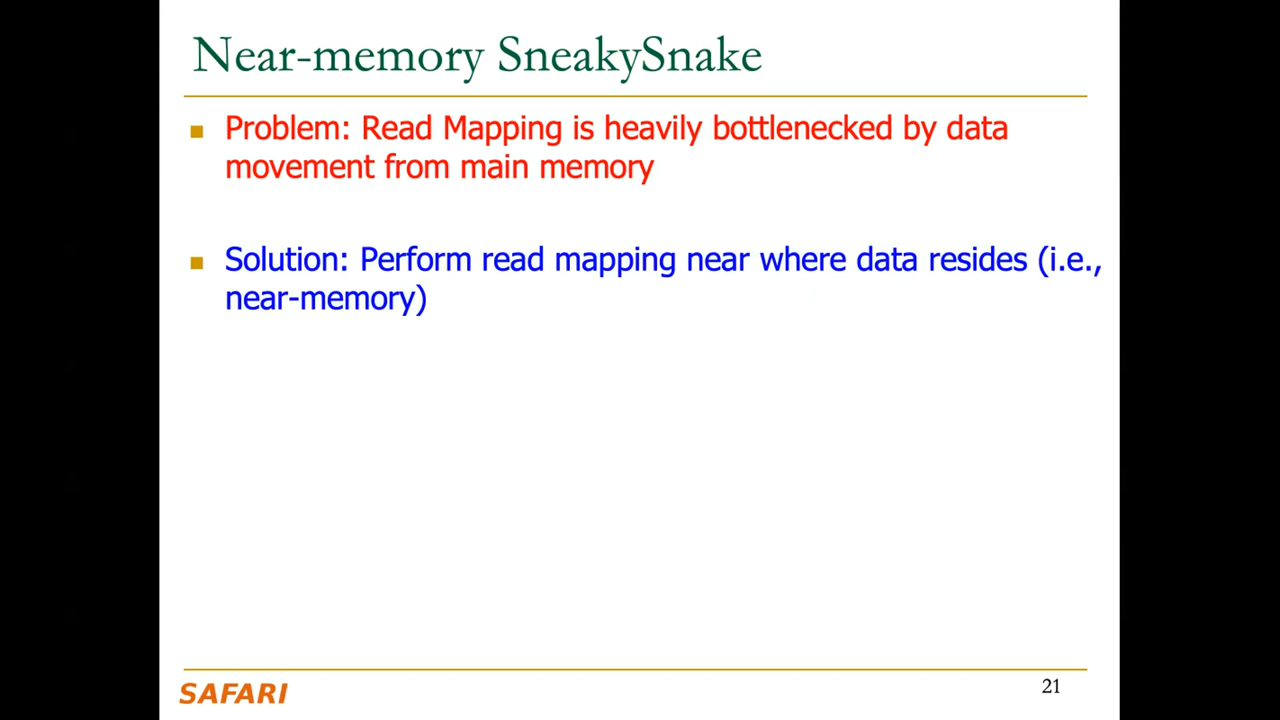 Near-memory SneakySnake
Problem: Read Mapping is heavily bottlenecked by data
movement from main memory
Solution: Perform read mapping near where data resides (i.e.,
near-memory)
SAFARI
21